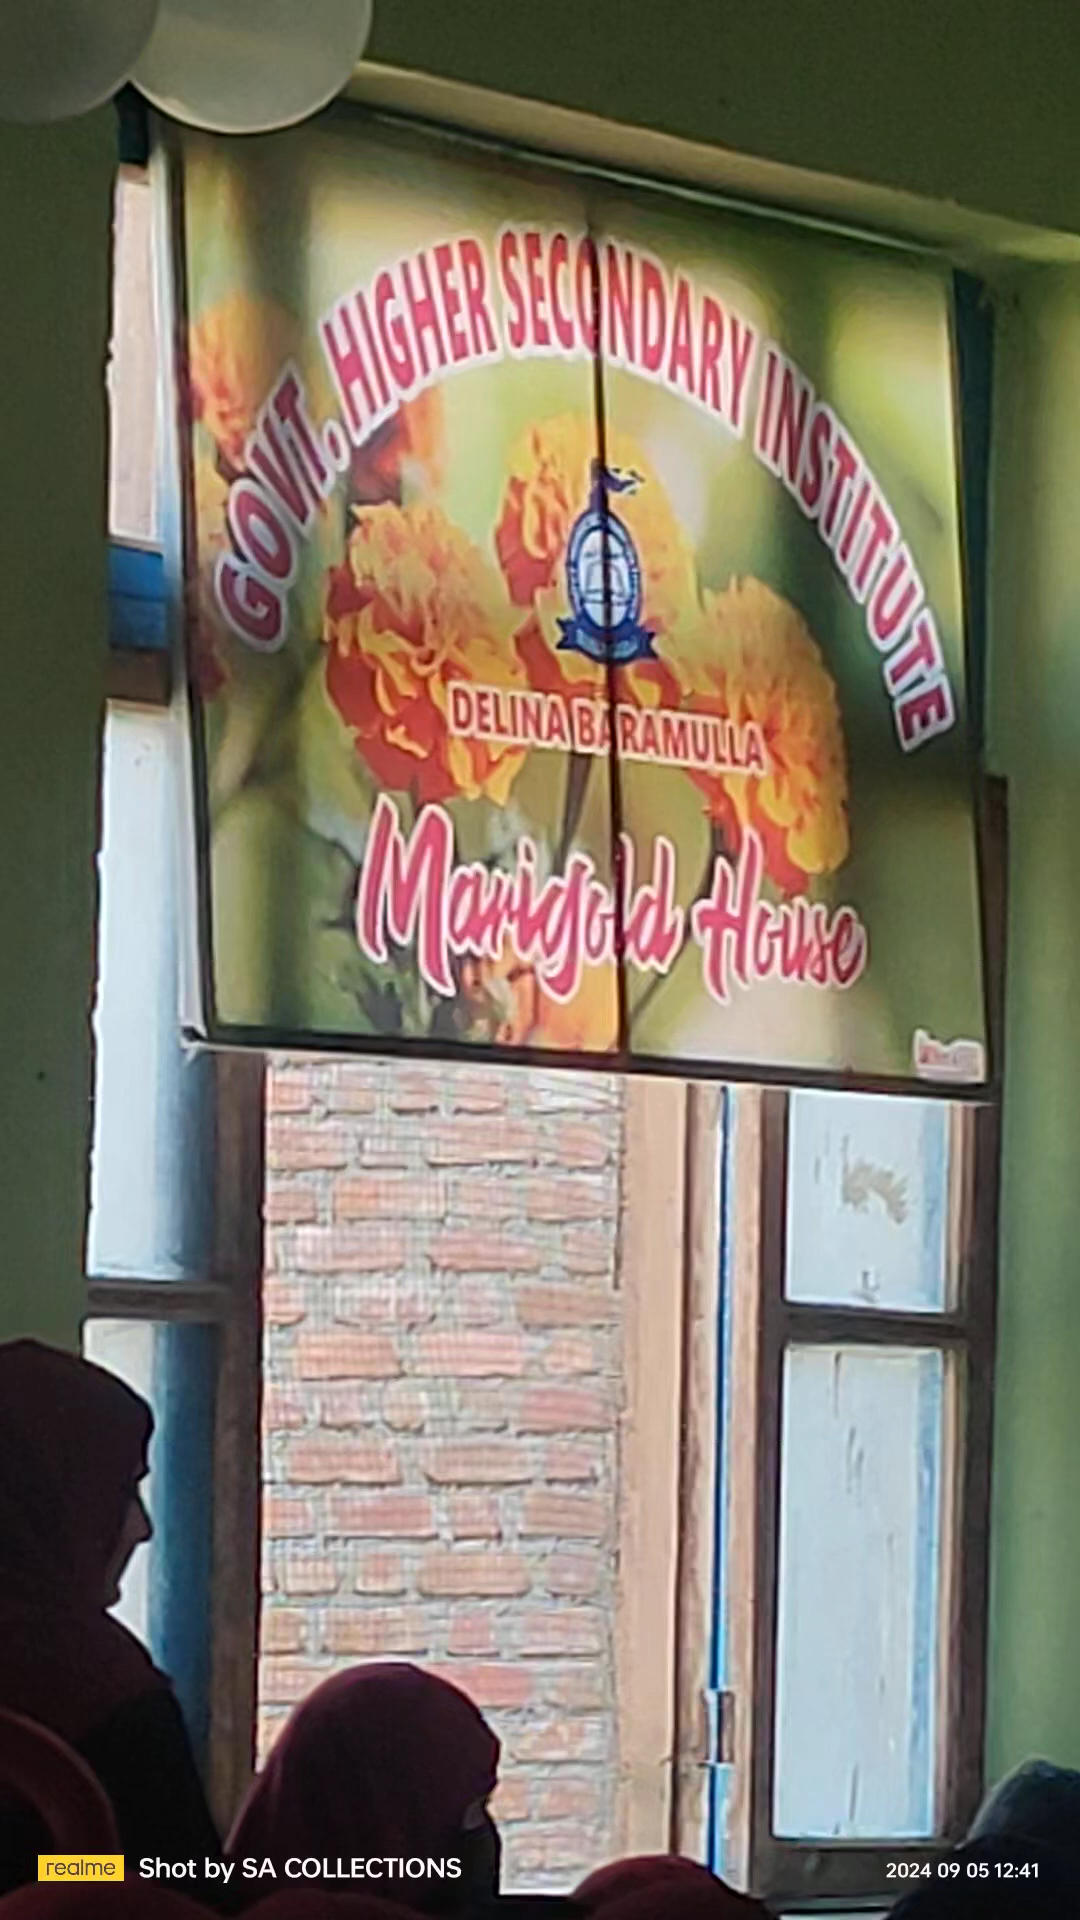 GOVT. HIGHER SECONDARY INSTITUTE
DELINA BARAMULLA
Marigold House
realme Shot by SA COLLECTIONS
2024 09 05 12:41